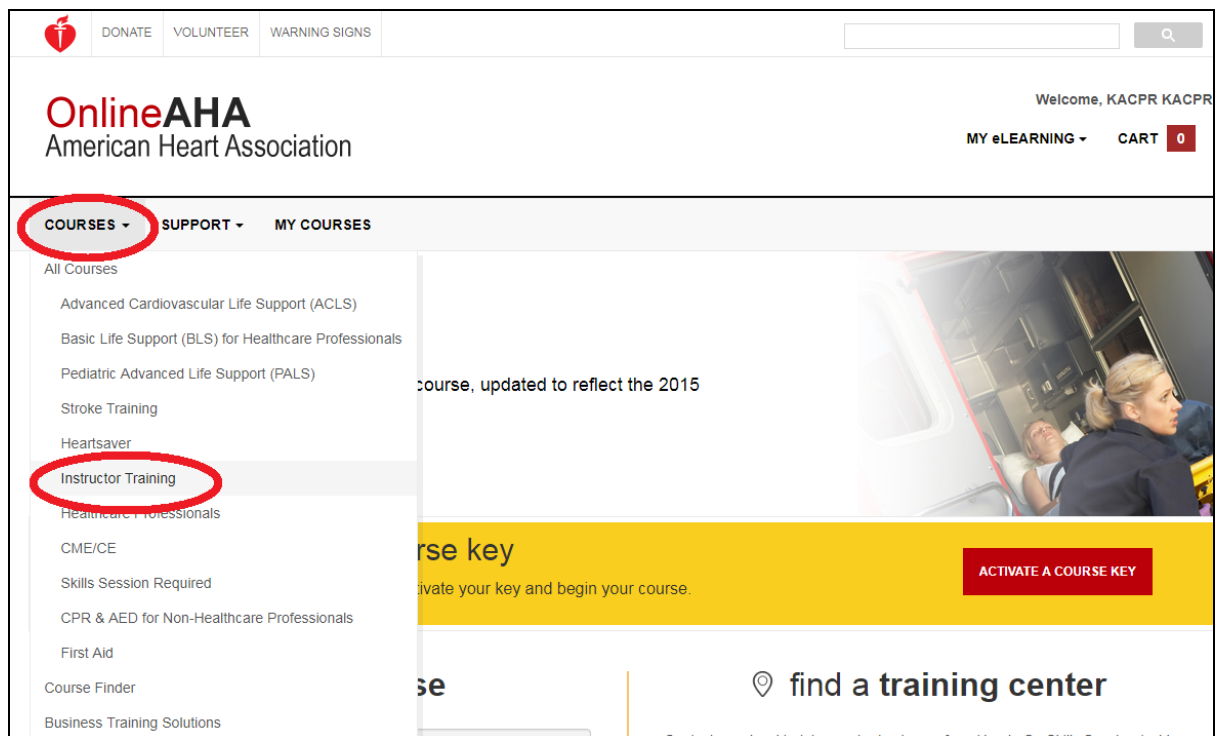 DONATE VOLUNTEER WARNING SIGNS
OnlineAHA
American Heart Association
Welcome, KACPR KACPR
MY eLEARNING CART 0
COURSES SUPPORT MY COURSES
All Courses
Advanced Cardiovascular Life Support (ACLS)
Basic Life Support (BLS) for Healthcare Professionals
Pediatric Advanced Life Support (PALS)
course, updated to reflect the 2015
Stroke Training
Heartsaver
Instructor Training
Healthcare Professionals
CME/CE
rse key
ACTIVATE A COURSE KEY
Skills Session Required
ivate your key and begin your course.
CPR & AED for Non-Healthcare Professionals
First Aid
Course Finder
se
find a training center
Business Training Solutions